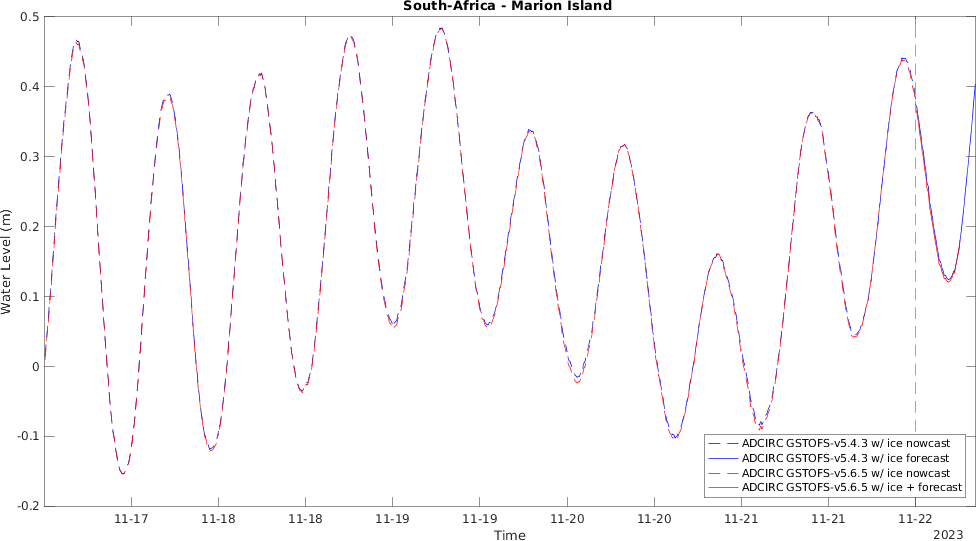 South-Africa - Marion Island
Water Level (m)
0.5
0.4
0.3
0.2
0.1
0
-0.1
-0.2
ADCIRC GSTOFS-v5.4.3 w/ ice nowcast
ADCIRC GSTOFS-v5.4.3 w/ ice forecast
ADCIRC GSTOFS-v5.6.5 w/ ice nowcast
ADCIRC GSTOFS-v5.6.5 w/ ice + forecast
11-17 11-18 11-18 11-19 11-19 11-20 11-20 11-21 11-21 11-22
Time
2023